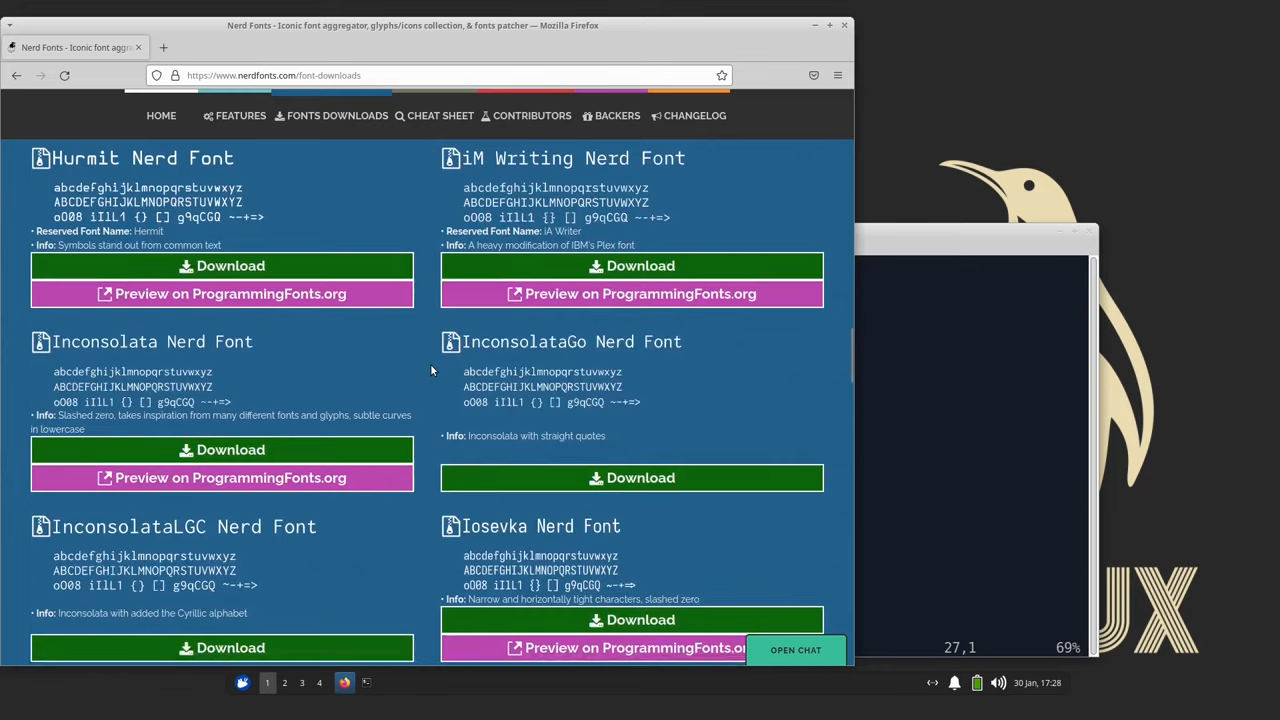 Nerd Fonts - Iconic font aggregator, glyphs/icons collection, & fonts patcher — Mozilla Firefox
Nerd Fonts - Iconic font aggre
https://www.nerdfonts.com/font-downloads
HOME FEATURES FONTS DOWNLOADS CHEAT SHEET CONTRIBUTORS BACKERS CHANGELOG
Hurmit Nerd Font
abcdefghijklmnopqrstuvwxyz
ABCDEFGHIJKLMNOPQRSTUVWXYZ
oO08 iIlL1 {} [] g9qCGQ ~-+=>
• Reserved Font Name: Hermit
• Info: Symbols stand out from common text
Download
Preview on ProgrammingFonts.org
iM Writing Nerd Font
abcdefghijklmnopqrstuvwxyz
ABCDEFGHIJKLMNOPQRSTUVWXYZ
oO08 iIlL1 {} [] g9qCGQ ~-+=>
• Reserved Font Name: iA Writer
• Info: A heavy modification of IBM's Plex font
Download
Preview on ProgrammingFonts.org
Inconsolata Nerd Font
abcdefghijklmnopqrstuvwxyz
ABCDEFGHIJKLMNOPQRSTUVWXYZ
oO08 iIlL1 {} [] g9qCGQ ~-+=>
• Info: Slashed zero, takes inspiration from many different fonts and glyphs, subtle curves
in lowercase
Download
Preview on ProgrammingFonts.org
InconsolataGo Nerd Font
abcdefghijklmnopqrstuvwxyz
ABCDEFGHIJKLMNOPQRSTUVWXYZ
oO08 iIlL1 {} [] g9qCGQ ~-+=>
• Info: Inconsolata with straight quotes
Download
InconsolataLGC Nerd Font
abcdefghijklmnopqrstuvwxyz
ABCDEFGHIJKLMNOPQRSTUVWXYZ
oO08 iIlL1 {} [] g9qCGQ ~-+=>
• Info: Inconsolata with added the Cyrillic alphabet
Download
Iosevka Nerd Font
abcdefghijklmnopqrstuvwxyz
ABCDEFGHIJKLMNOPQRSTUVWXYZ
oO08 iIlL1 {} [] g9qCGQ ~-+=>
• Info: Narrow and horizontally tight characters, slashed zero
Download
Preview on ProgrammingFonts.or
OPEN CHAT
27,1 69%
UX
1 2 3 4
30 Jan, 17:28